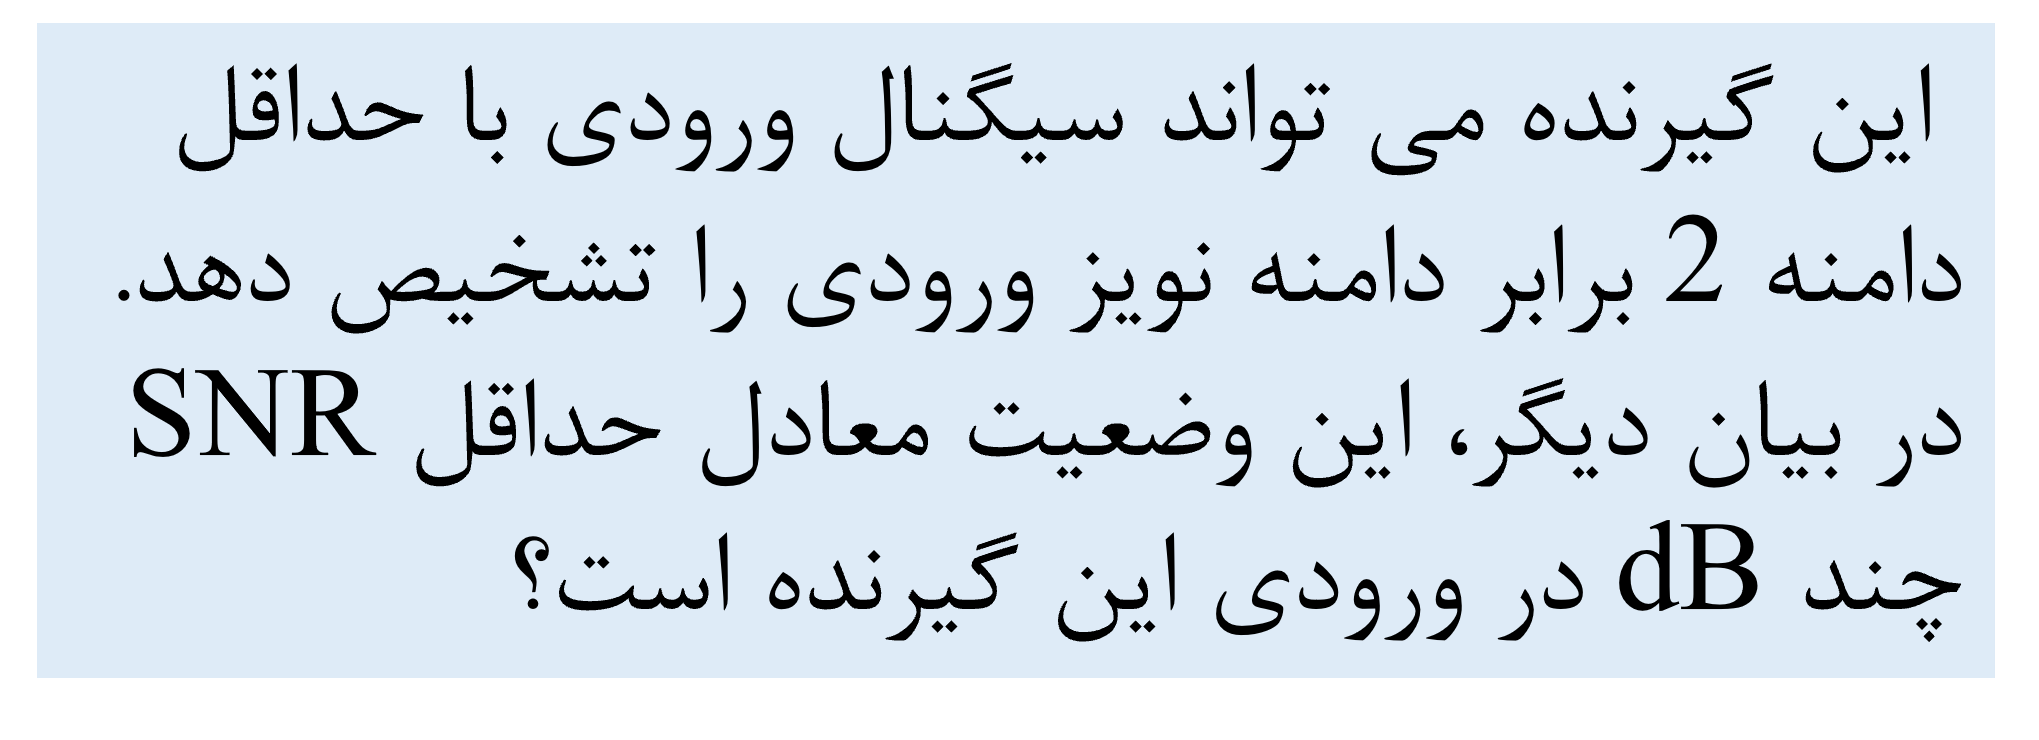 این گیرنده می تواند سیگنال ورودی با حداقل
دامنه 2 برابر دامنه نویز ورودی را تشخیص دهد.
در بیان دیگر، این وضعیت معادل حداقل SNR
چند dB در ورودی این گیرنده است؟